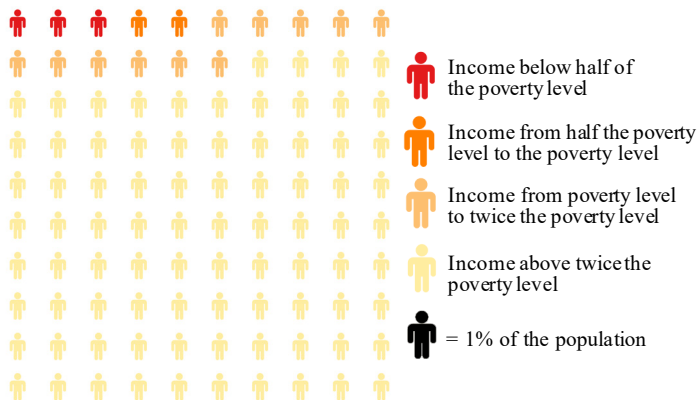 Income below half of
the poverty level
Income from half the poverty
level to the poverty level
Income from poverty level
to twice the poverty level
Income above twice the
poverty level
= 1% of the population